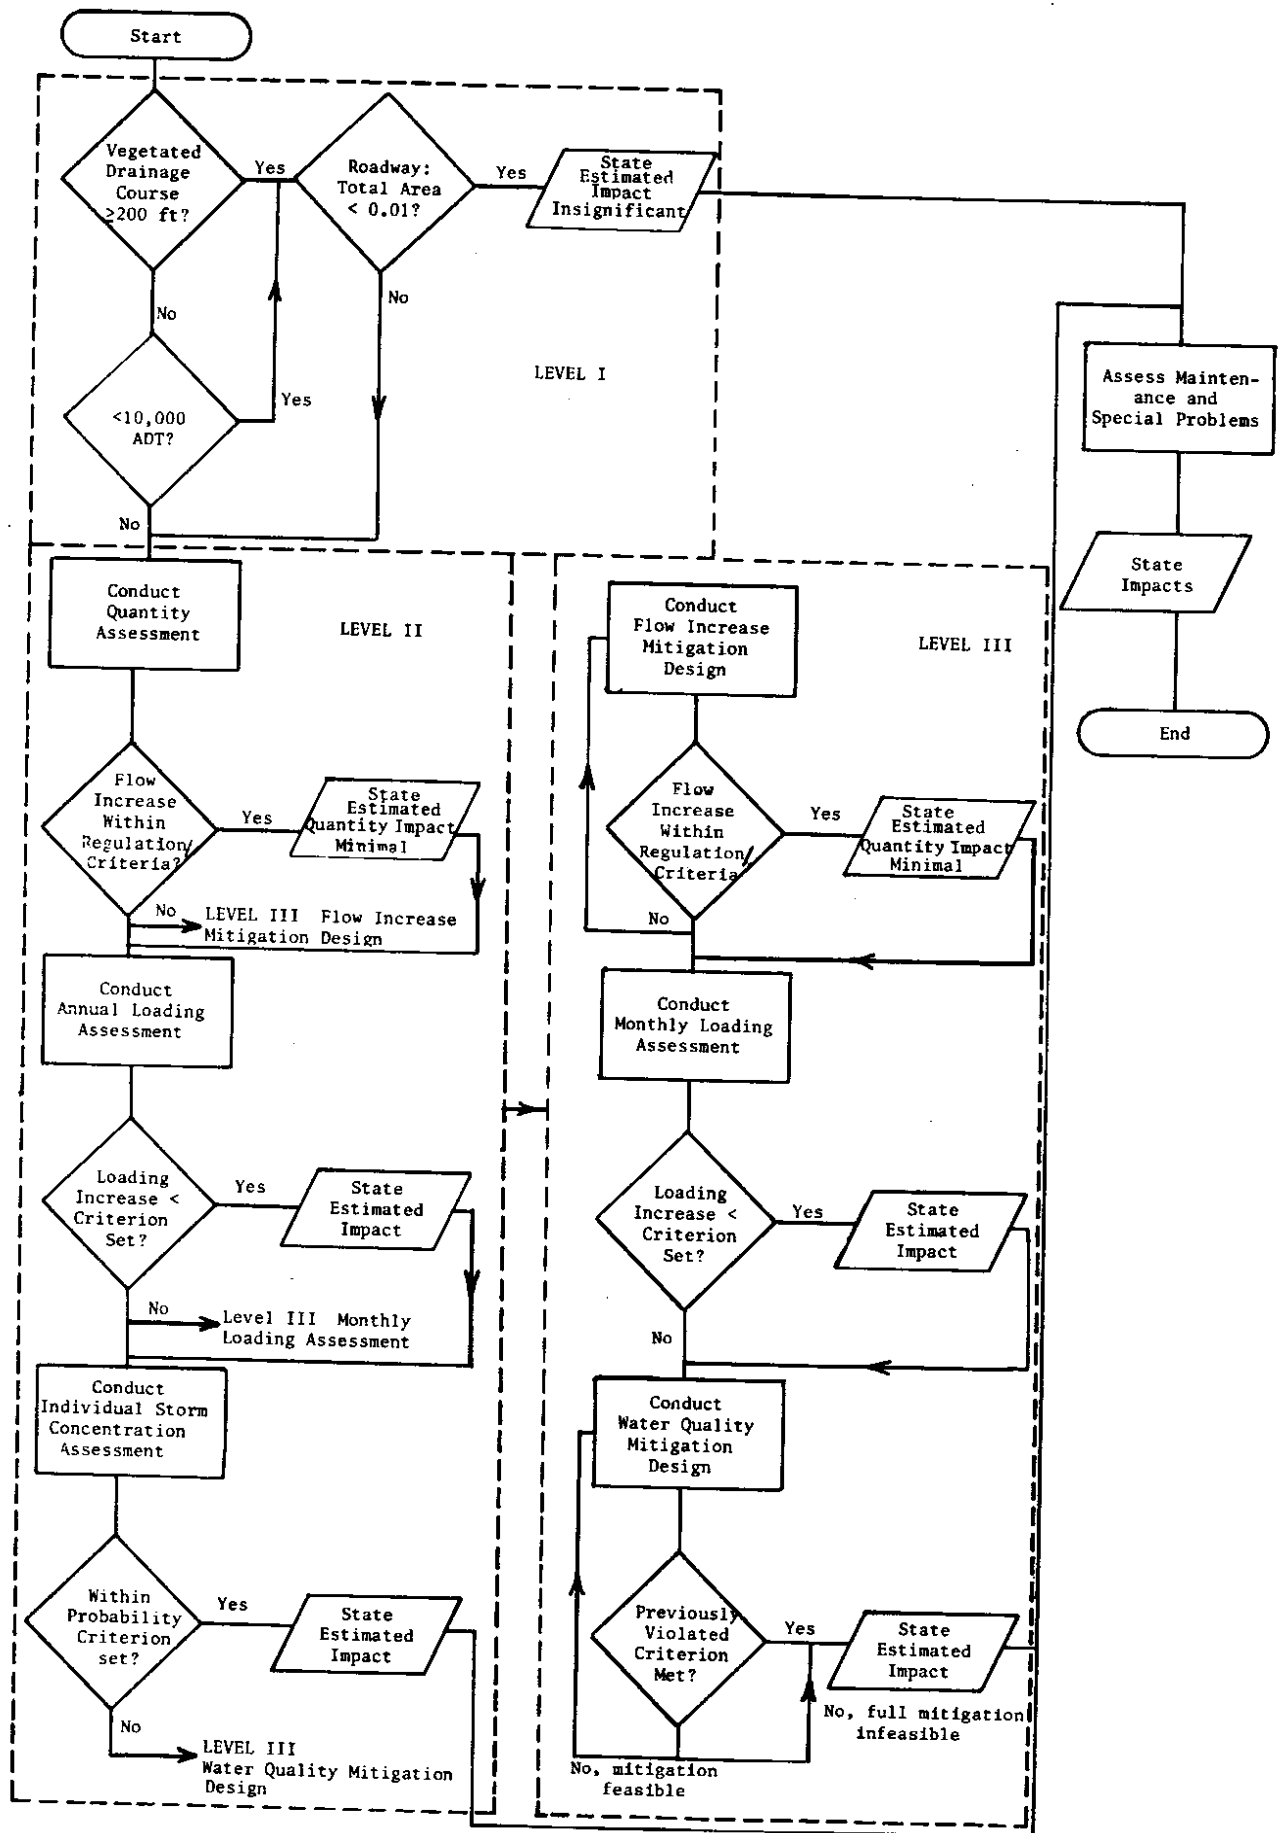 Start
Vegetated
Drainage
Course
≥200 ft?
Yes
Roadway:
Total Area
< 0.01?
Yes
State
Estimated
Impact
Insignificant
No
No
<10,000
ADT?
Yes
LEVEL I
No
Assess Mainten-
ance and
Special Problems
State
Impacts
End
Conduct
Quantity
Assessment
LEVEL II
Flow
Increase
Within
Regulation/
Criteria?
Yes
State
Estimated
Quantity Impact
Minimal
No
LEVEL III Flow Increase
Mitigation Design
Conduct
Annual Loading
Assessment
Loading
Increase <
Criterion
Set?
Yes
State
Estimated
Impact
No
Level III Monthly
Loading Assessment
Conduct
Individual Storm
Concentration
Assessment
Within
Probability
Criterion
set?
Yes
State
Estimated
Impact
No
LEVEL III
Water Quality Mitigation
Design
Conduct
Flow Increase
Mitigation
Design
LEVEL III
Flow
Increase
Within
Regulation/
Criteria
Yes
State
Estimated
Quantity Impact
Minimal
No
Conduct
Monthly Loading
Assessment
Loading
Increase <
Criterion
Set?
Yes
State
Estimated
Impact
No
Conduct
Water Quality
Mitigation
Design
Previously
Violated
Criterion
Met?
Yes
State
Estimated
Impact
No, full mitigation
infeasible
No, mitigation
feasible